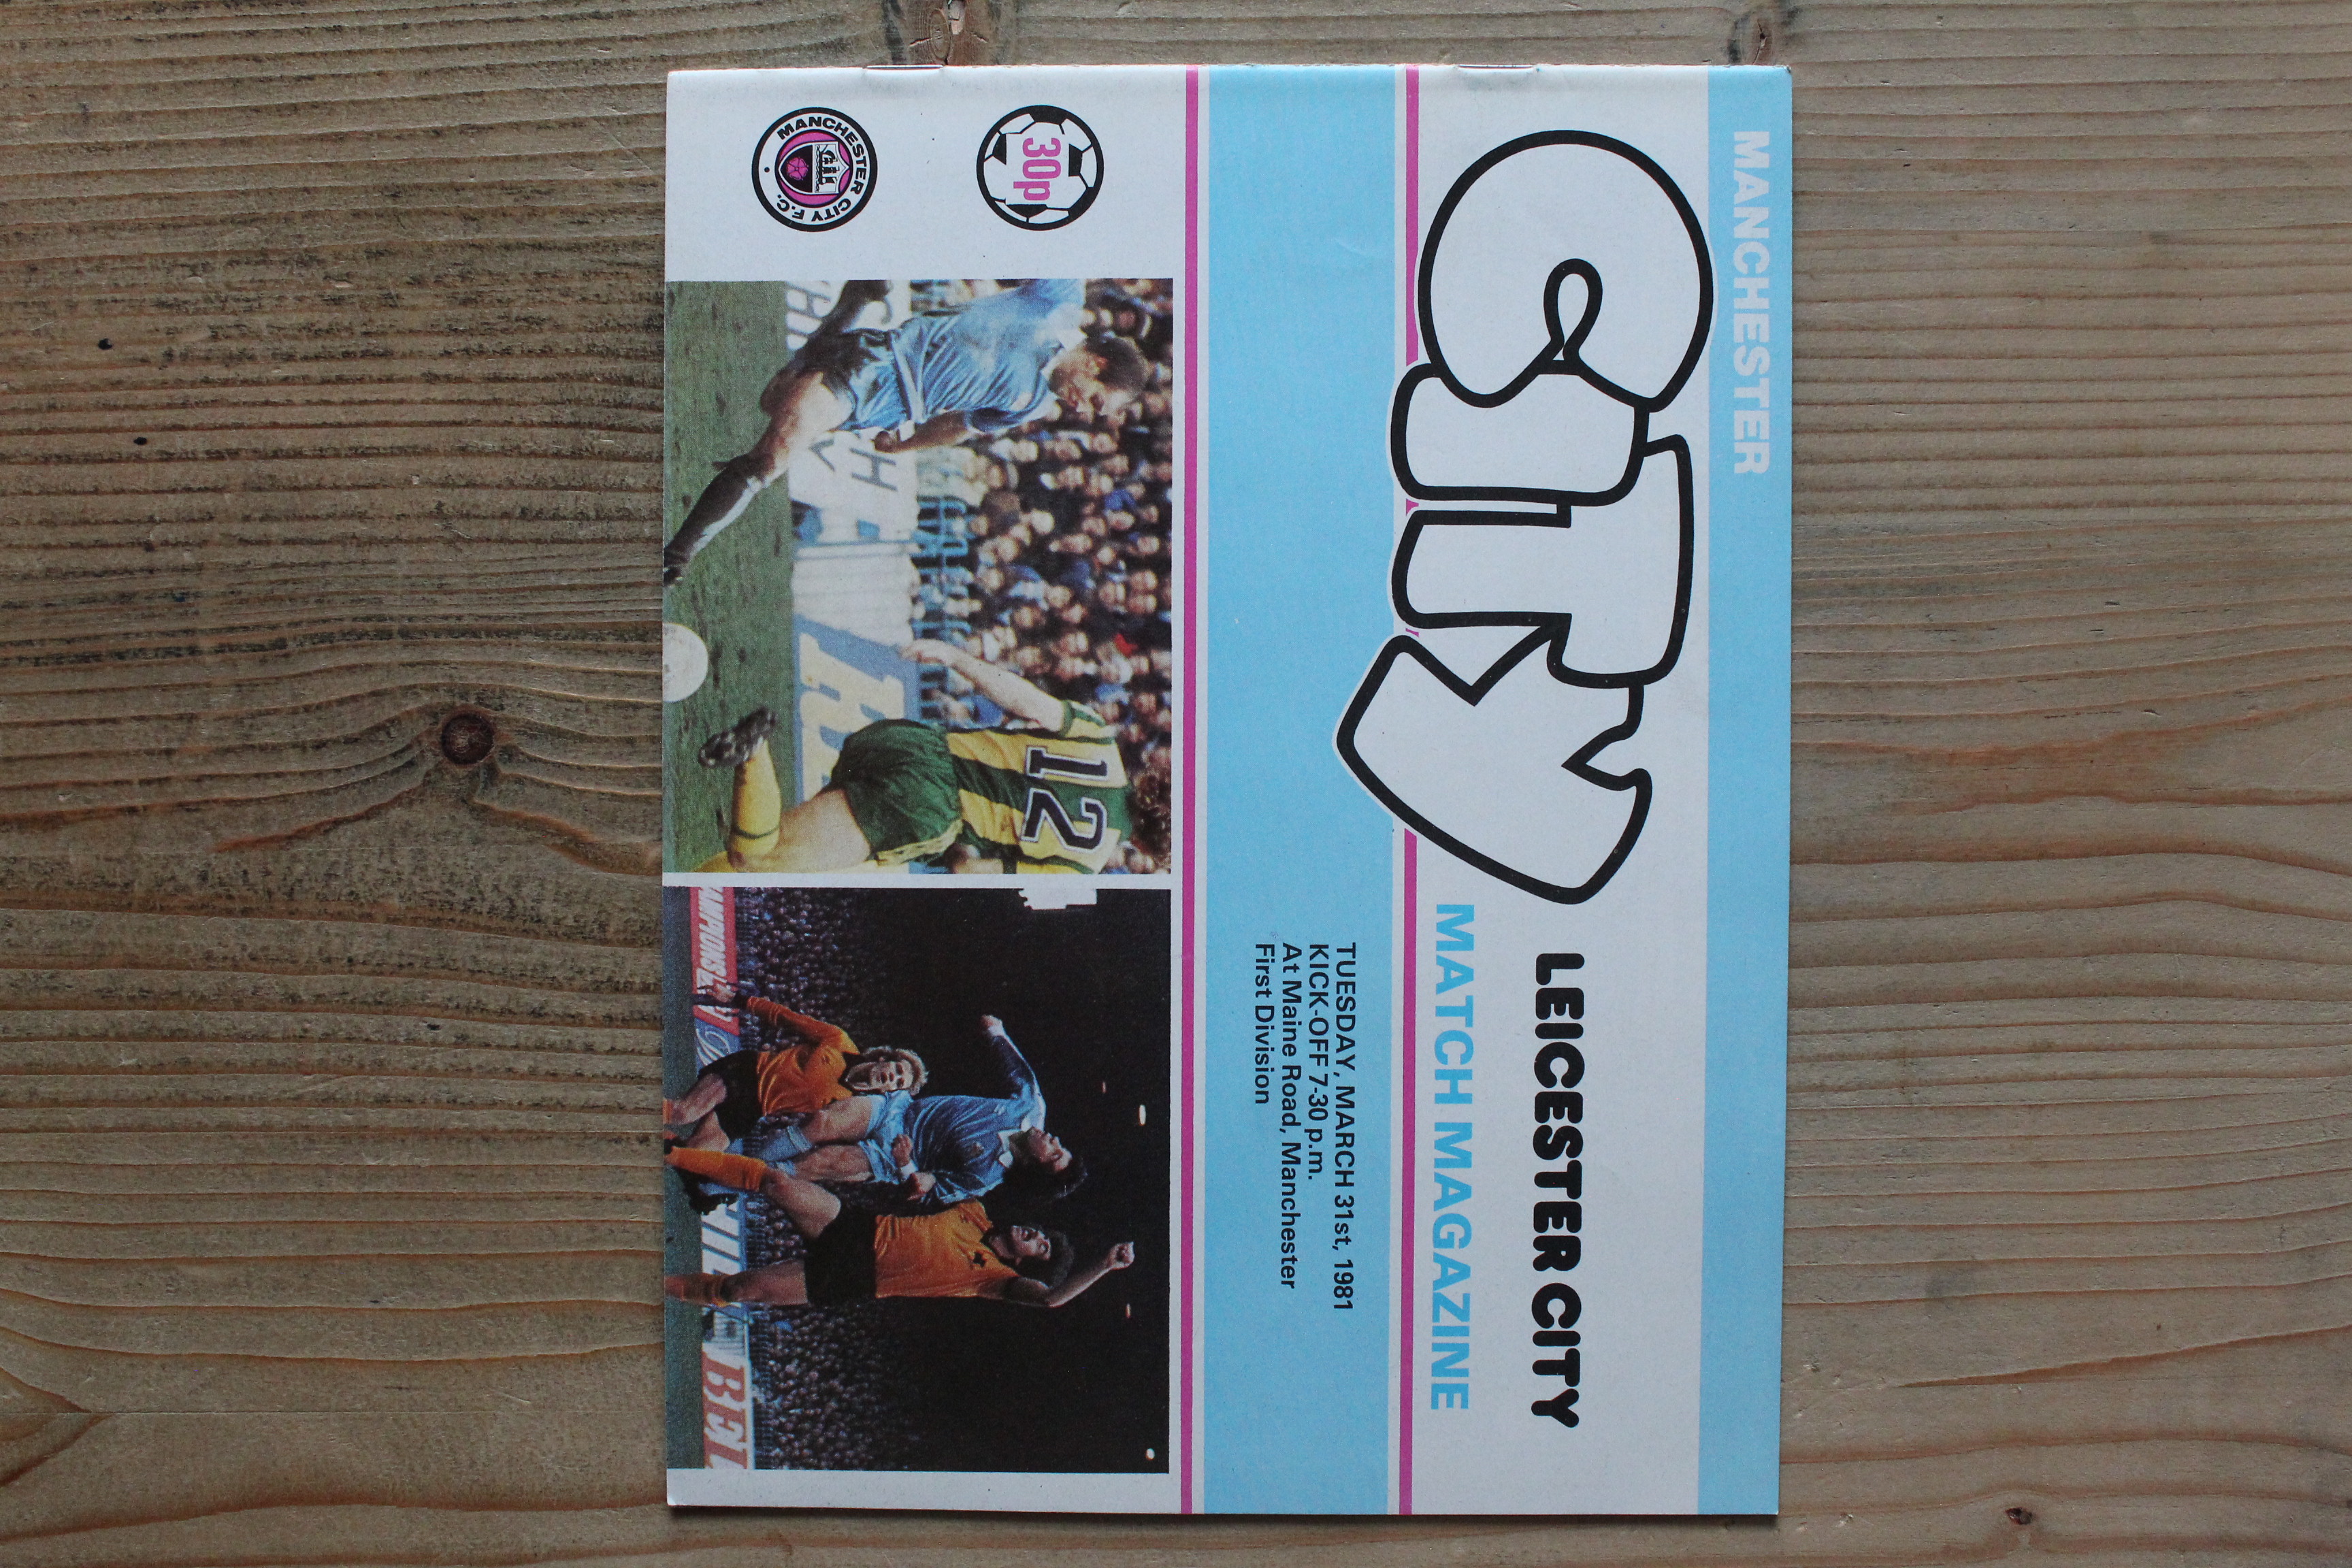 MANCHESTER
CITY
LEICESTER CITY
MATCH MAGAZINE
TUESDAY, MARCH 31st, 1981
KICK-OFF 7-30 p.m.
At Maine Road, Manchester
First Division
30p
MANCHESTER CITY F.C.
12